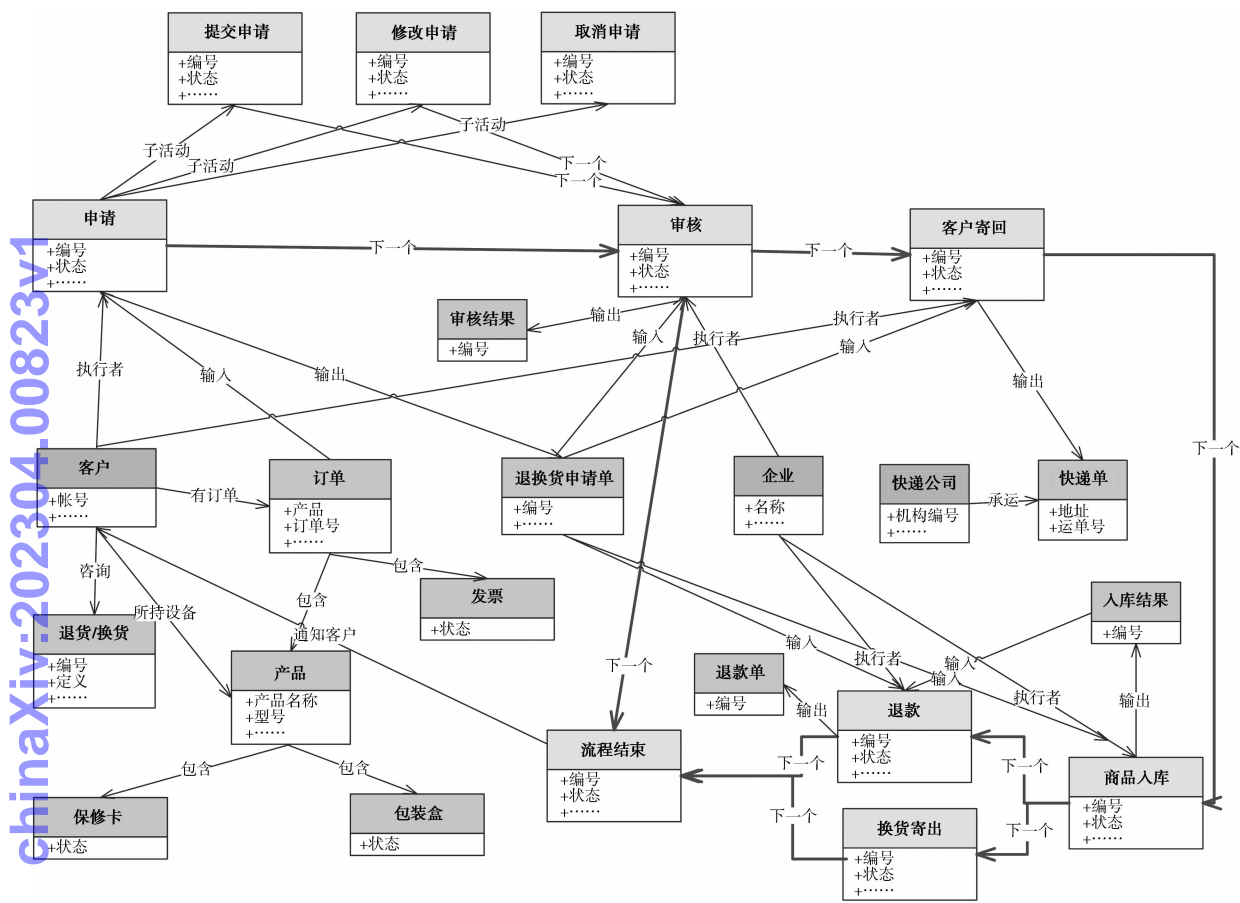 提交申请
+编号
+状态
+······
修改申请
+编号
+状态
+······
取消申请
+编号
+状态
+······
子活动
子活动
子活动
下一个
下一个
申请
+编号
+状态
+······
下一个
审核
+编号
+状态
+······
下一个
客户寄回
+编号
+状态
+······
审核结果
+编号
输出
输入
执行者
执行者
输入
执行者
输入
输出
输出
下一个
客户
+帐号
+······
有订单
订单
+产品
+订单号
+······
退换货申请单
+编号
+······
企业
+名称
+······
快递公司
+机构编号
+······
承运
快递单
+地址
+运单号
咨询
所持设备
包含
包含
发票
+状态
通知客户
退货/换货
+编号
+定义
+······
产品
+产品名称
+型号
+······
下一个
输入
执行者
输入
输入
执行者
入库结果
+编号
输出
退款单
+编号
输出
退款
+编号
+状态
+······
包含
包含
保修卡
+状态
包装盒
+状态
流程结束
+编号
+状态
+······
下一个
下一个
下一个
下一个
商品入库
+编号
+状态
+······
换货寄出
+编号
+状态
+······
chinaXiv:202304.00823v1